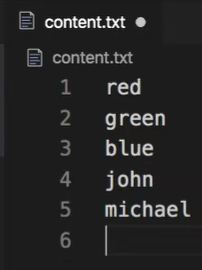 content.txt
content.txt
1 red
2 green
3 blue
4 john
5 michael
6